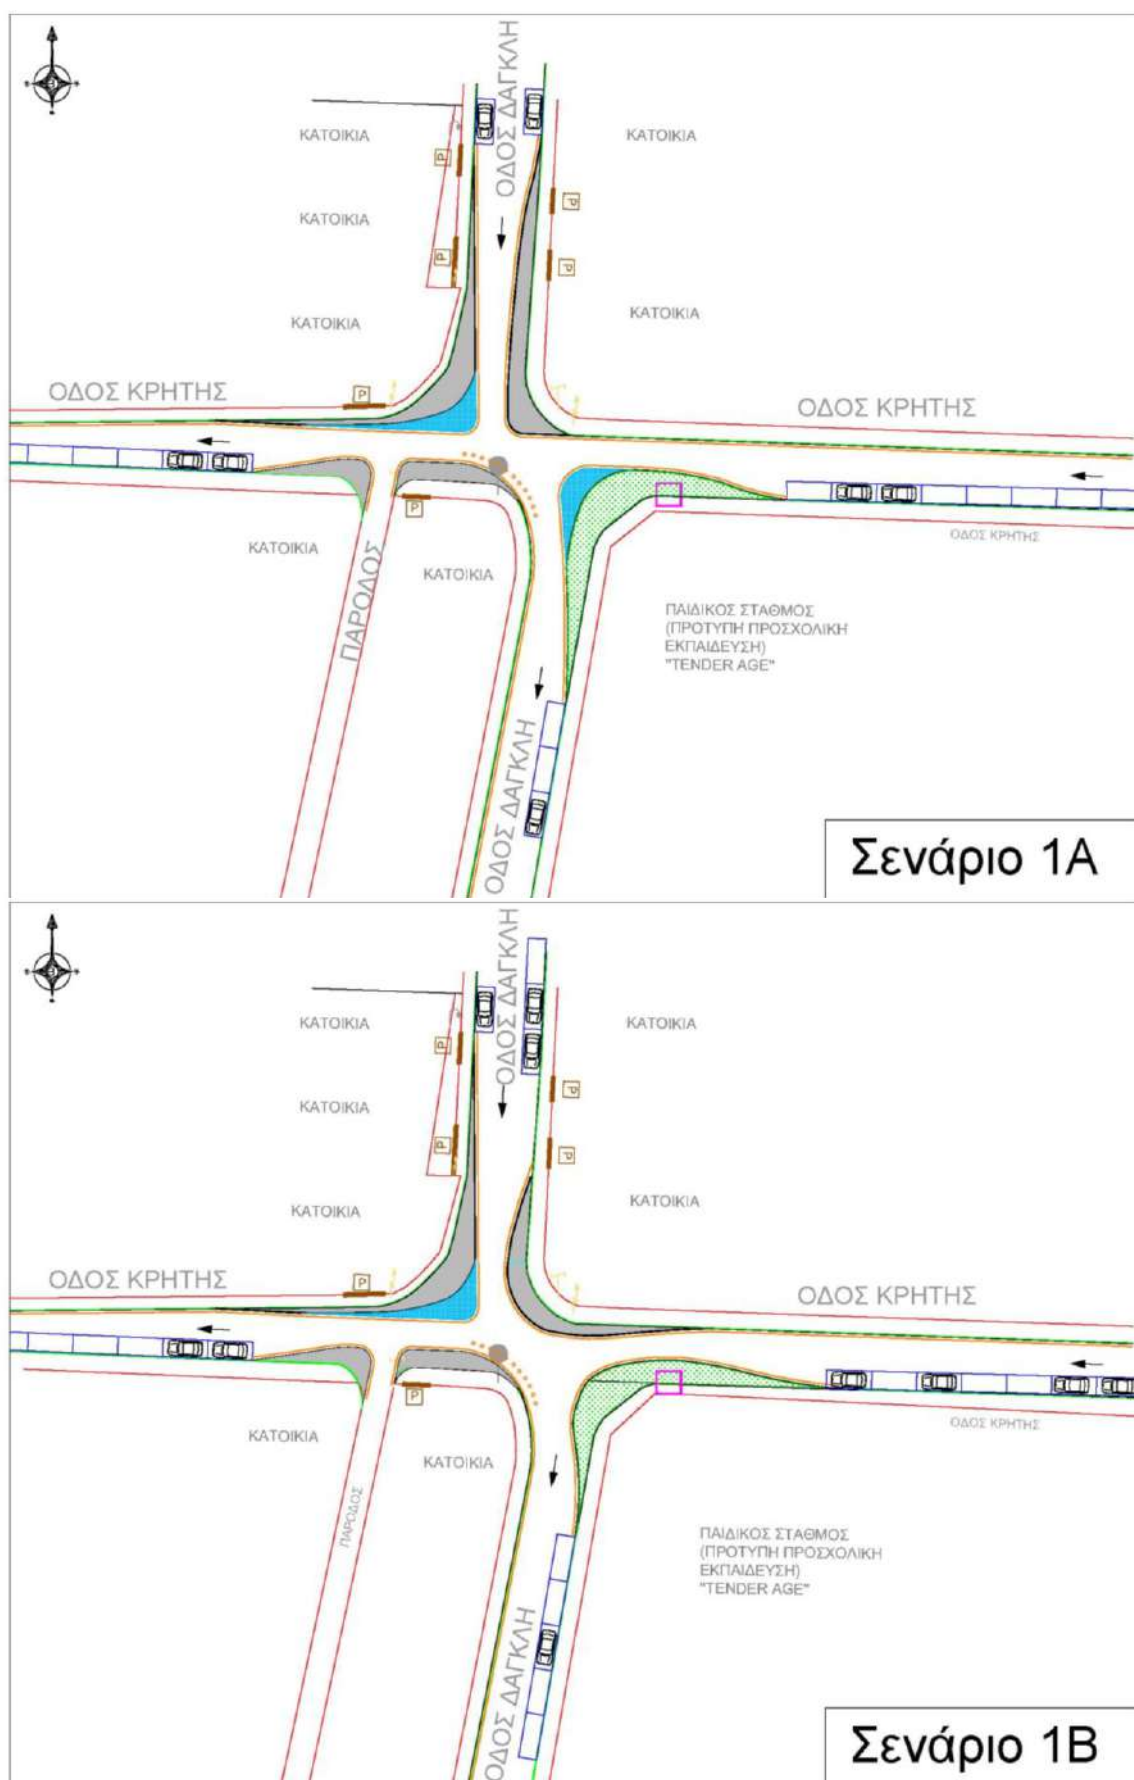 ΟΔΟΣ ΔΑΓΚΛΗ
ΚΑΤΟΙΚΙΑ
ΚΑΤΟΙΚΙΑ
P
P
ΚΑΤΟΙΚΙΑ
P
P
ΚΑΤΟΙΚΙΑ
ΚΑΤΟΙΚΙΑ
ΟΔΟΣ ΚΡΗΤΗΣ
P
ΟΔΟΣ ΚΡΗΤΗΣ
P
ΟΔΟΣ ΚΡΗΤΗΣ
ΚΑΤΟΙΚΙΑ
ΚΑΤΟΙΚΙΑ
ΠΑΡΟΔΟΣ
ΠΑΙΔΙΚΟΣ ΣΤΑΘΜΟΣ
(ΠΡΟΤΥΠΗ ΠΡΟΣΧΟΛΙΚΗ
ΕΚΠΑΙΔΕΥΣΗ)
"TENDER AGE"
ΟΔΟΣ ΔΑΓΚΛΗ
Σενάριο 1Α
ΟΔΟΣ ΔΑΓΚΛΗ
ΚΑΤΟΙΚΙΑ
ΚΑΤΟΙΚΙΑ
P
P
ΚΑΤΟΙΚΙΑ
P
P
ΚΑΤΟΙΚΙΑ
ΚΑΤΟΙΚΙΑ
ΟΔΟΣ ΚΡΗΤΗΣ
P
ΟΔΟΣ ΚΡΗΤΗΣ
P
ΟΔΟΣ ΚΡΗΤΗΣ
ΚΑΤΟΙΚΙΑ
ΚΑΤΟΙΚΙΑ
ΠΑΡΟΔΟΣ
ΠΑΙΔΙΚΟΣ ΣΤΑΘΜΟΣ
(ΠΡΟΤΥΠΗ ΠΡΟΣΧΟΛΙΚΗ
ΕΚΠΑΙΔΕΥΣΗ)
"TENDER AGE"
ΟΔΟΣ ΔΑΓΚΛΗ
Σενάριο 1Β